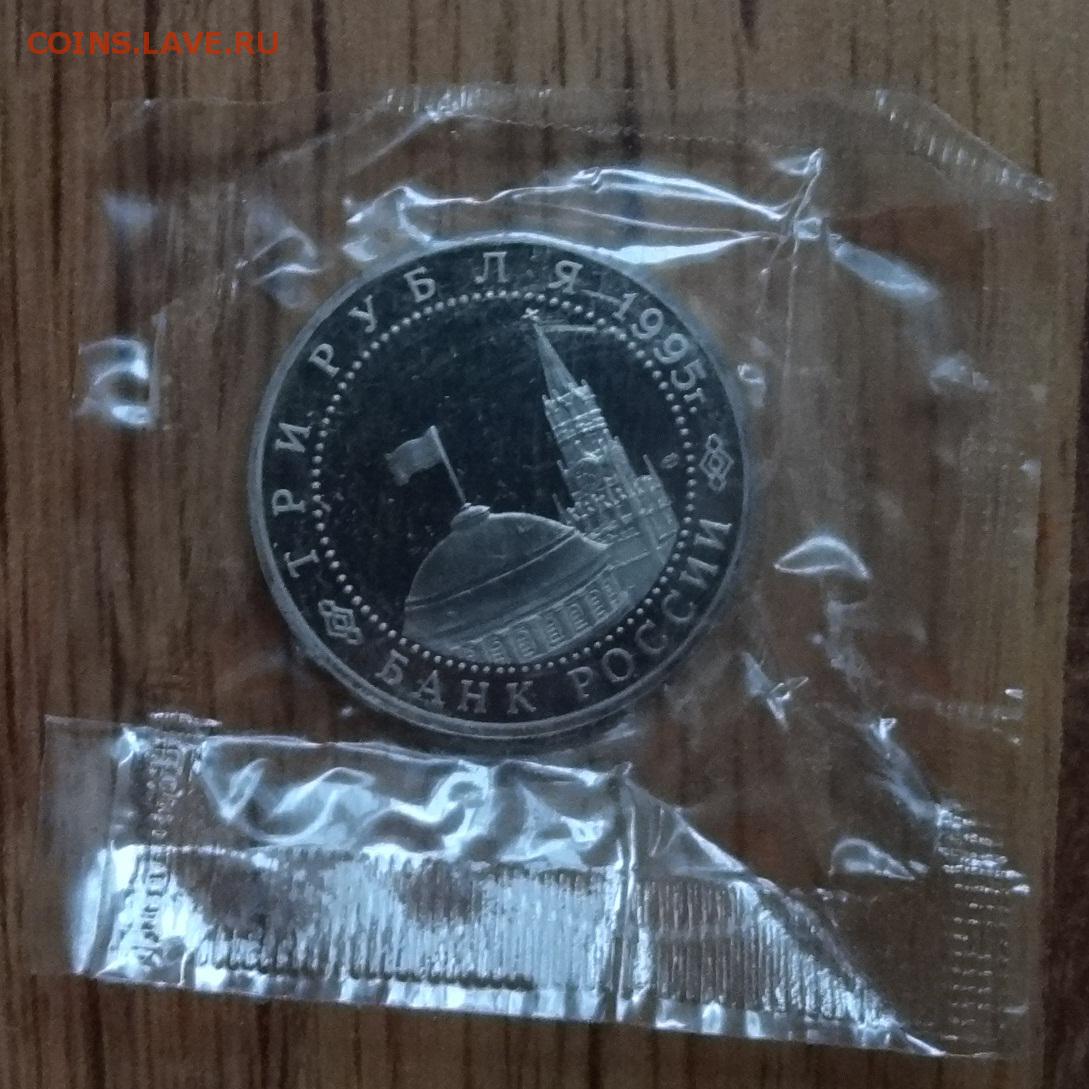 COINS.LAVE.RU
ТРИ РУБЛЯ 1995г.
БАНК РОССИИ